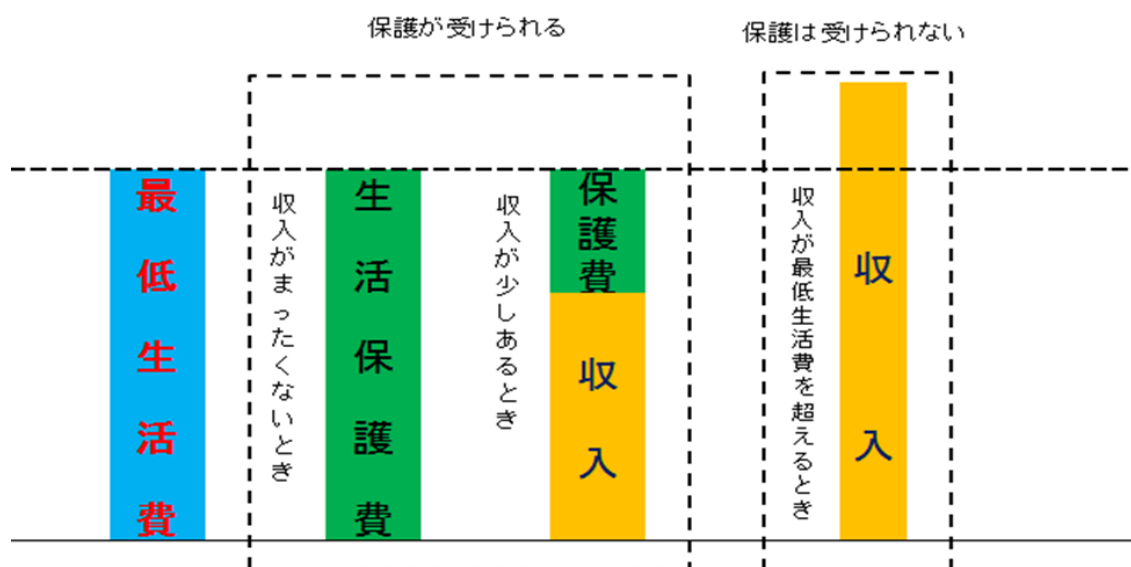 保護が受けられる
保護は受けられない
最低生活費
収入がまったくないとき
生活保護費
収入が少しあるとき
保護費
収入
収入が最低生活費を超えるとき
収入